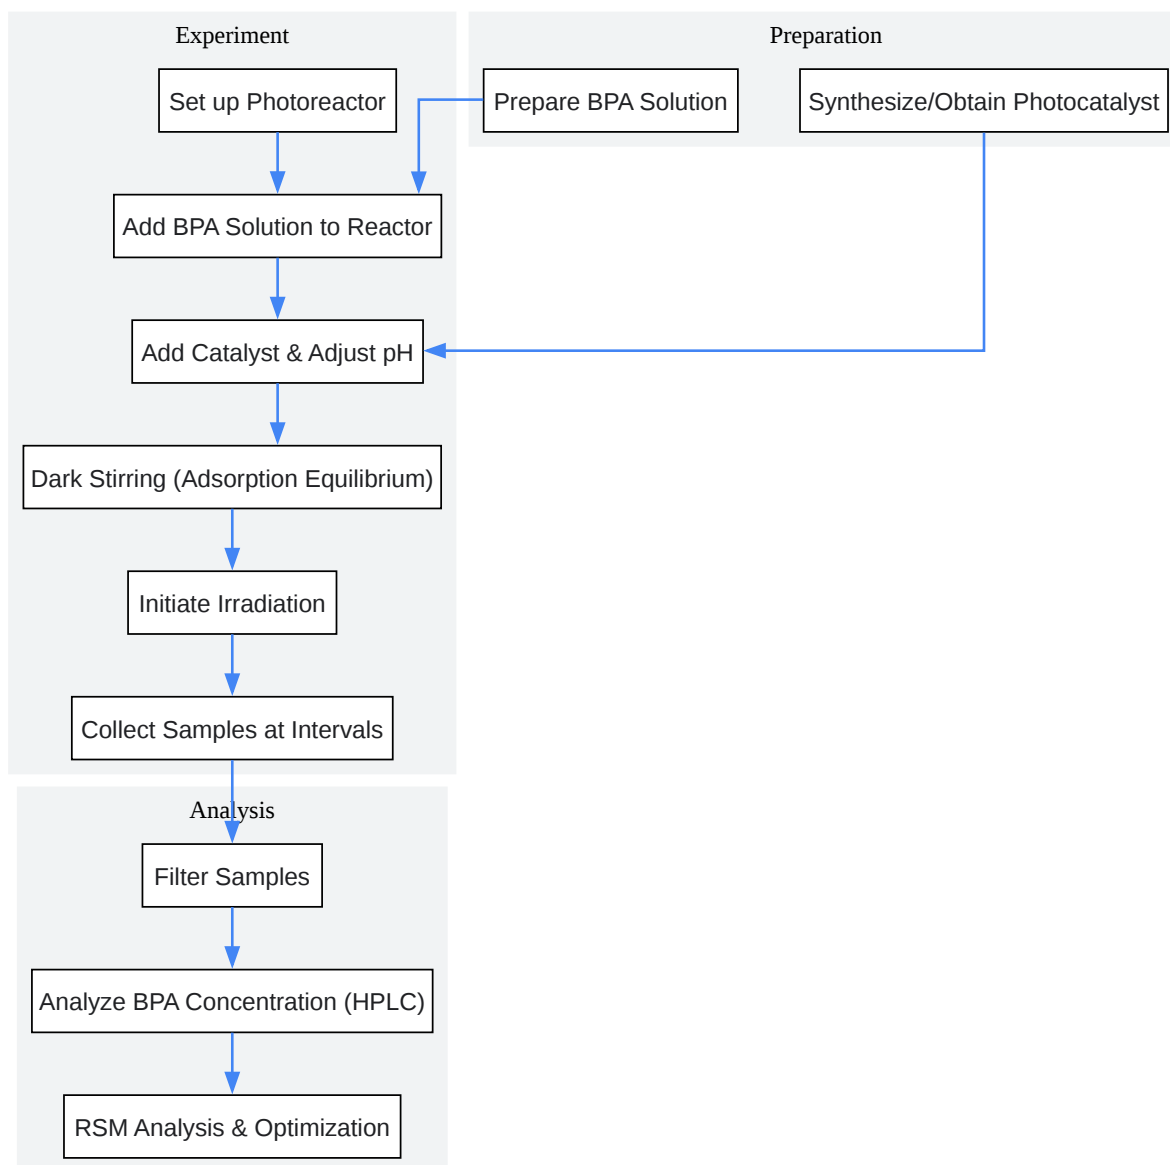 Experiment
Preparation
Set up Photoreactor
Prepare BPA Solution
Synthesize/Obtain Photocatalyst
Add BPA Solution to Reactor
Add Catalyst & Adjust pH
Dark Stirring (Adsorption Equilibrium)
Initiate Irradiation
Collect Samples at Intervals
Analysis
Filter Samples
Analyze BPA Concentration (HPLC)
RSM Analysis & Optimization